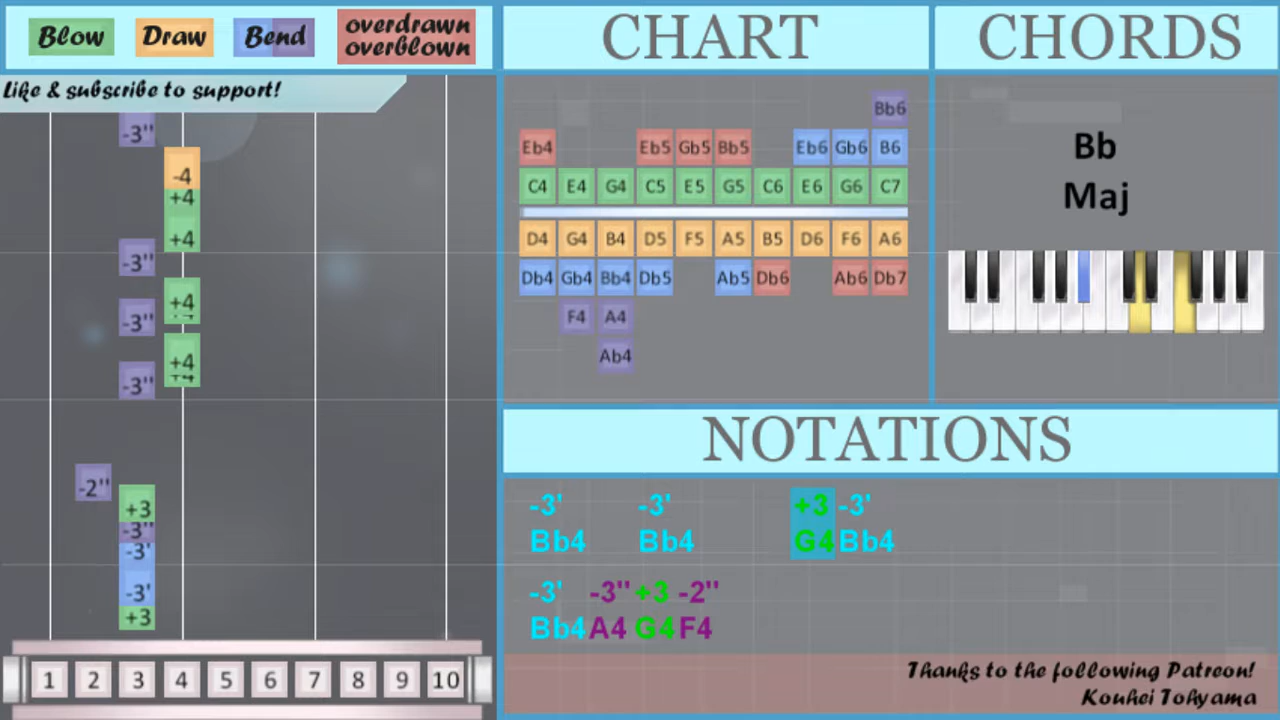 Blow Draw Bend overdrawn overblown
CHART
CHORDS
Like & subscribe to support!
-3''
-4
+4
+4
-3''
+4
-3''
+4
+4
-3''
-2''
+3
-3''
-3'
-3'
+3
1 2 3 4 5 6 7 8 9 10
Bb6
Eb4 Eb5 Gb5 Bb5 Eb6 Gb6 B6
C4 E4 G4 C5 E5 G5 C6 E6 G6 C7
D4 G4 B4 D5 F5 A5 B5 D6 F6 A6
Db4 Gb4 Bb4 Db5 Ab5 Db6 Ab6 Db7
F4 A4
Ab4
Bb
Maj
NOTATIONS
-3' -3' +3 -3'
Bb4 Bb4 G4 Bb4
-3' -3'' +3 -2''
Bb4 A4 G4 F4
Thanks to the following Patreon!
Kouhei Tohyama